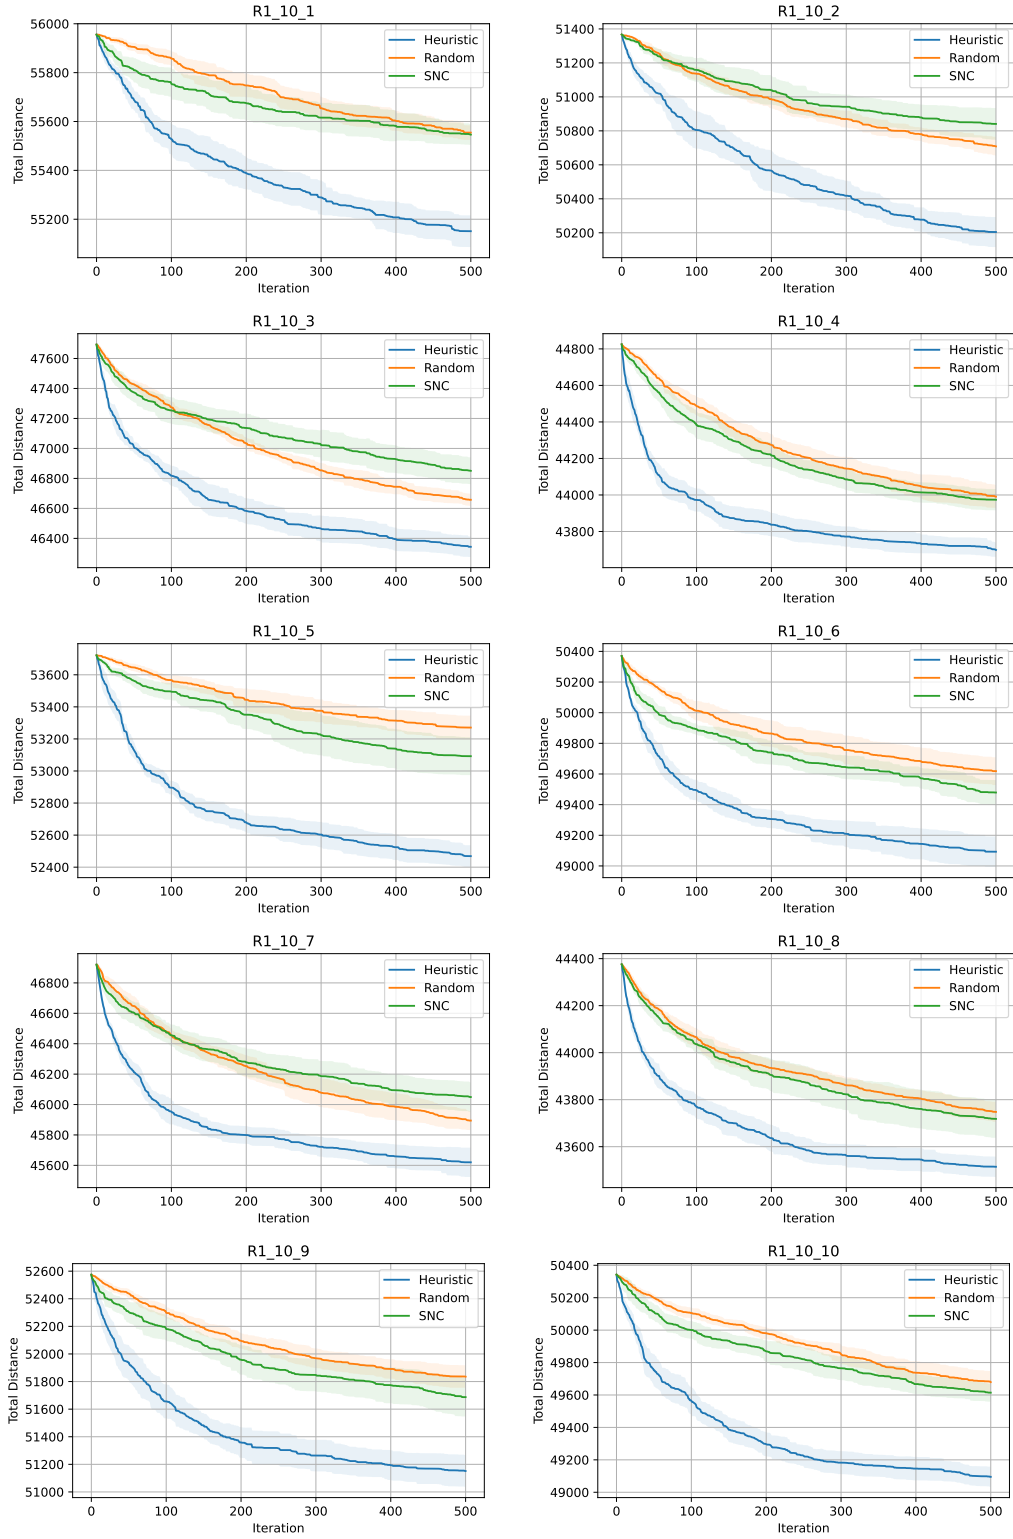 R1_10_1
56000
55800
55600
55400
55200
Total Distance
0 100 200 300 400 500
Iteration
Heuristic
Random
SNC
R1_10_2
51400
51200
51000
50800
50600
50400
50200
Total Distance
0 100 200 300 400 500
Iteration
Heuristic
Random
SNC
R1_10_3
47600
47400
47200
47000
46800
46600
46400
Total Distance
0 100 200 300 400 500
Iteration
Heuristic
Random
SNC
R1_10_4
44800
44600
44400
44200
44000
43800
Total Distance
0 100 200 300 400 500
Iteration
Heuristic
Random
SNC
R1_10_5
53600
53400
53200
53000
52800
52600
52400
Total Distance
0 100 200 300 400 500
Iteration
Heuristic
Random
SNC
R1_10_6
50400
50200
50000
49800
49600
49400
49200
49000
Total Distance
0 100 200 300 400 500
Iteration
Heuristic
Random
SNC
R1_10_7
46800
46600
46400
46200
46000
45800
45600
Total Distance
0 100 200 300 400 500
Iteration
Heuristic
Random
SNC
R1_10_8
44400
44200
44000
43800
43600
Total Distance
0 100 200 300 400 500
Iteration
Heuristic
Random
SNC
R1_10_9
52600
52400
52200
52000
51800
51600
51400
51200
51000
Total Distance
0 100 200 300 400 500
Iteration
Heuristic
Random
SNC
R1_10_10
50400
50200
50000
49800
49600
49400
49200
49000
Total Distance
0 100 200 300 400 500
Iteration
Heuristic
Random
SNC